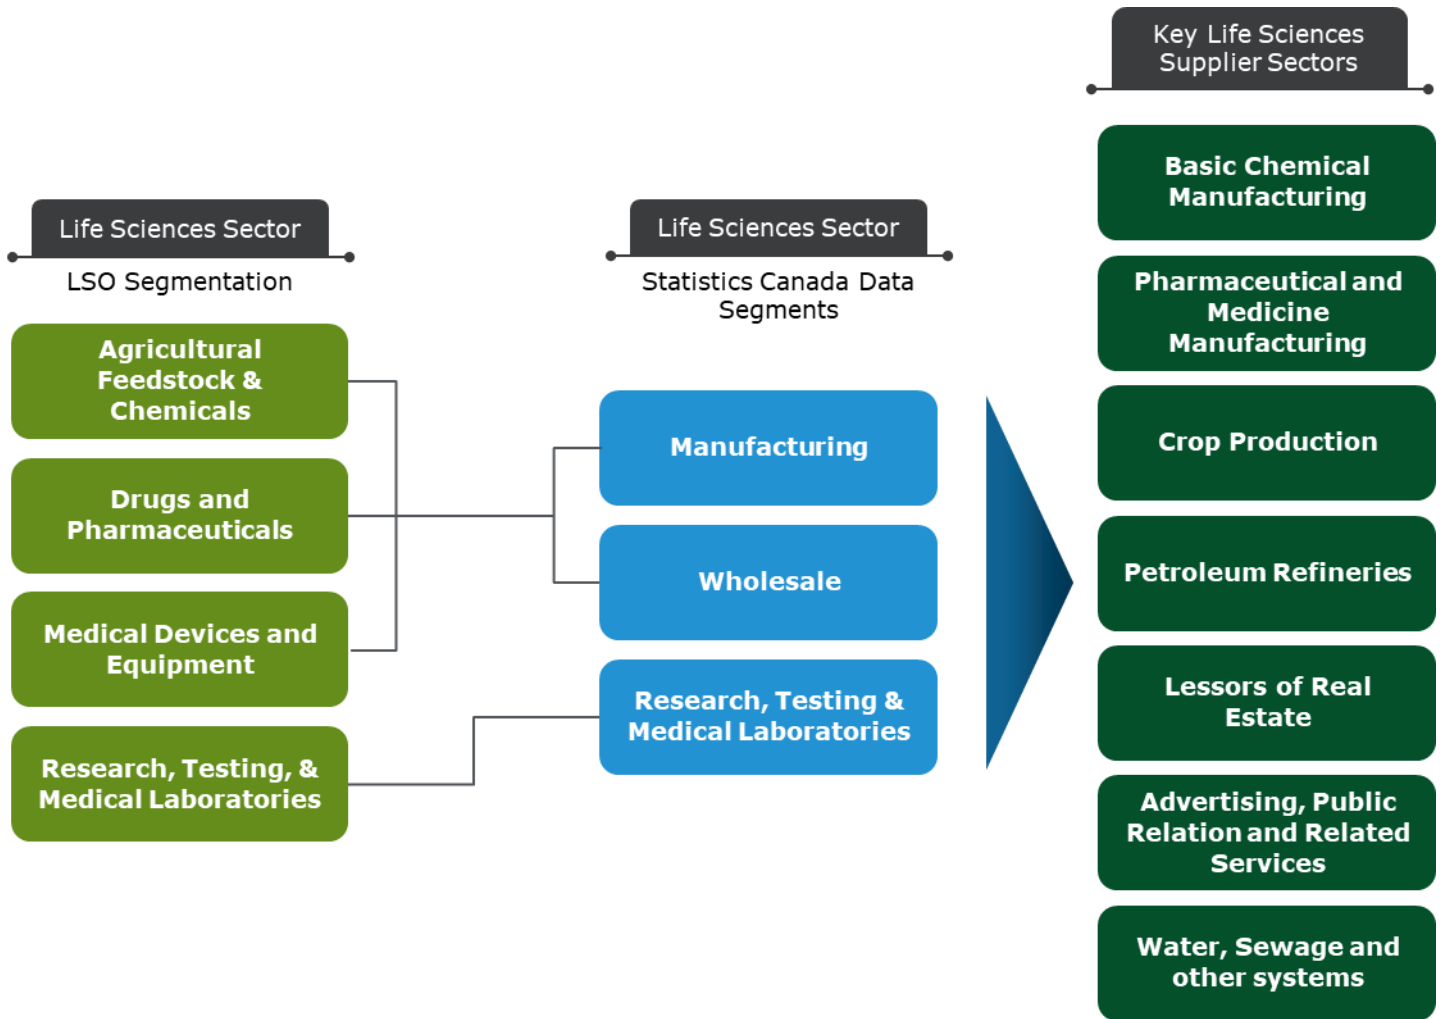 Life Sciences Sector
LSO Segmentation
Agricultural
Feedstock &
Chemicals
Drugs and
Pharmaceuticals
Medical Devices and
Equipment
Research, Testing, &
Medical Laboratories
Life Sciences Sector
Statistics Canada Data
Segments
Manufacturing
Wholesale
Research, Testing &
Medical Laboratories
Key Life Sciences
Supplier Sectors
Basic Chemical
Manufacturing
Pharmaceutical and
Medicine
Manufacturing
Crop Production
Petroleum Refineries
Lessors of Real
Estate
Advertising, Public
Relation and Related
Services
Water, Sewage and
other systems